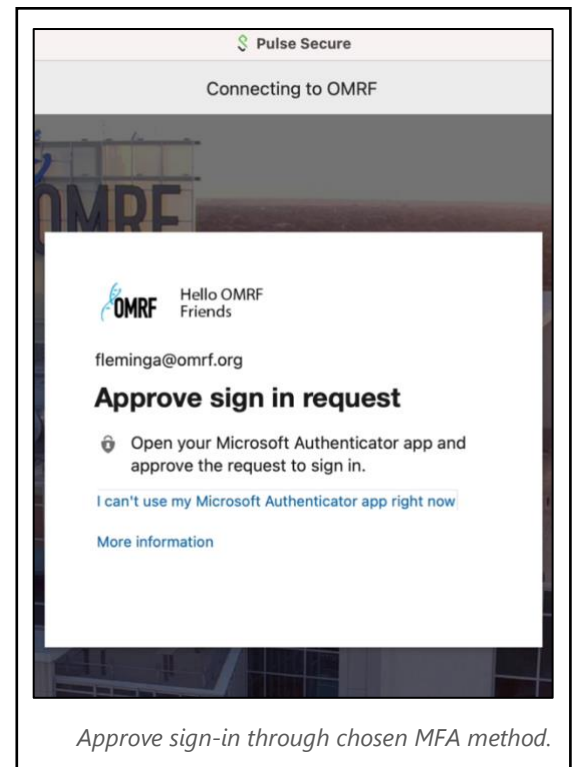 Pulse Secure
Connecting to OMRF
OMRF
OMRF
Hello OMRF
Friends
fleminga@omrf.org
Approve sign in request
Open your Microsoft Authenticator app and
approve the request to sign in.
I can't use my Microsoft Authenticator app right now
More information
Approve sign-in through chosen MFA method.